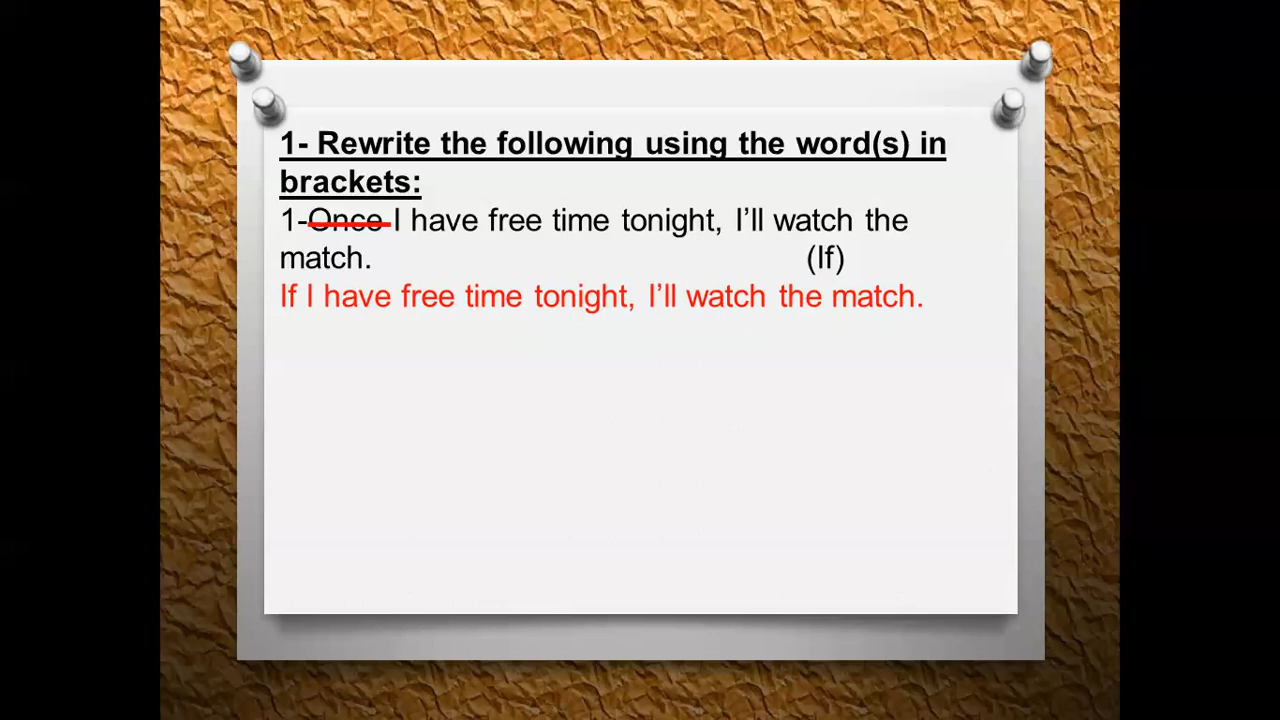 1- Rewrite the following using the word(s) in
brackets:
1-Once I have free time tonight, I’ll watch the
match. (If)
If I have free time tonight, I’ll watch the match.